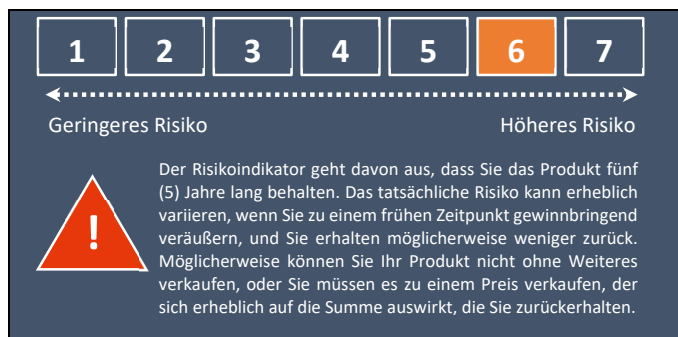 1 2 3 4 5 6 7
Geringeres Risiko Höheres Risiko
Der Risikoindikator geht davon aus, dass Sie das Produkt fünf
(5) Jahre lang behalten. Das tatsächliche Risiko kann erheblich
variieren, wenn Sie zu einem frühen Zeitpunkt gewinnbringend
veräußern, und Sie erhalten möglicherweise weniger zurück.
Möglicherweise können Sie Ihr Produkt nicht ohne Weiteres
verkaufen, oder Sie müssen es zu einem Preis verkaufen, der
sich erheblich auf die Summe auswirkt, die Sie zurückerhalten.
!